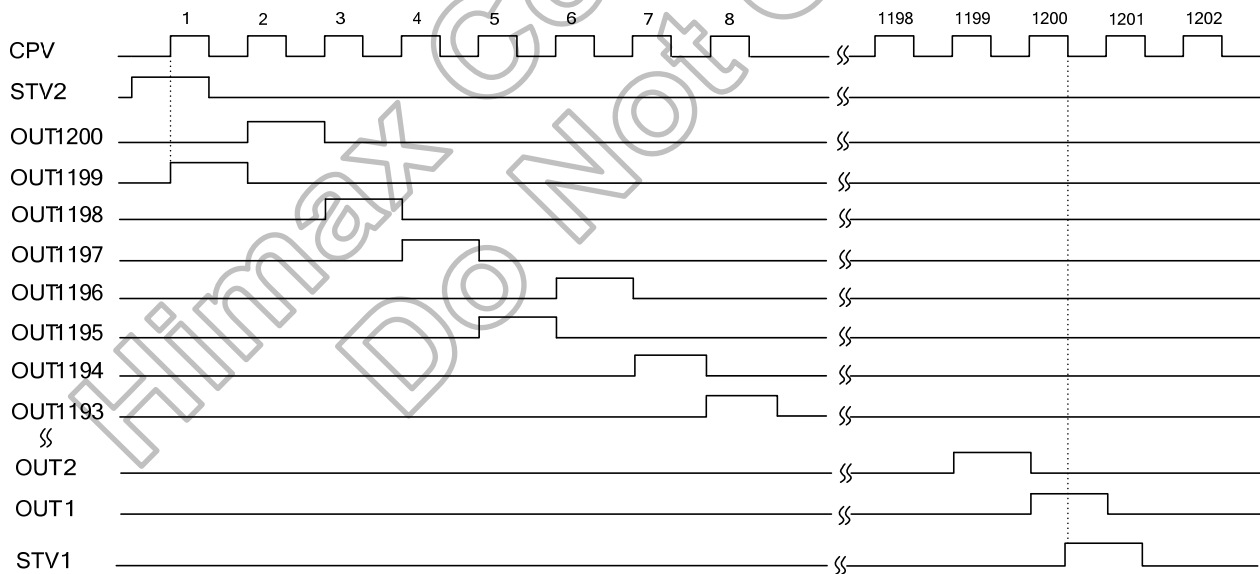 1 2 3 4 5 6 7 8 1198 1199 1200 1201 1202
CPV
STV2
OUT1200
OUT1199
OUT1198
OUT1197
OUT1196
OUT1195
OUT1194
OUT1193
OUT2
OUT1
STV1
Himax Co
Do Not